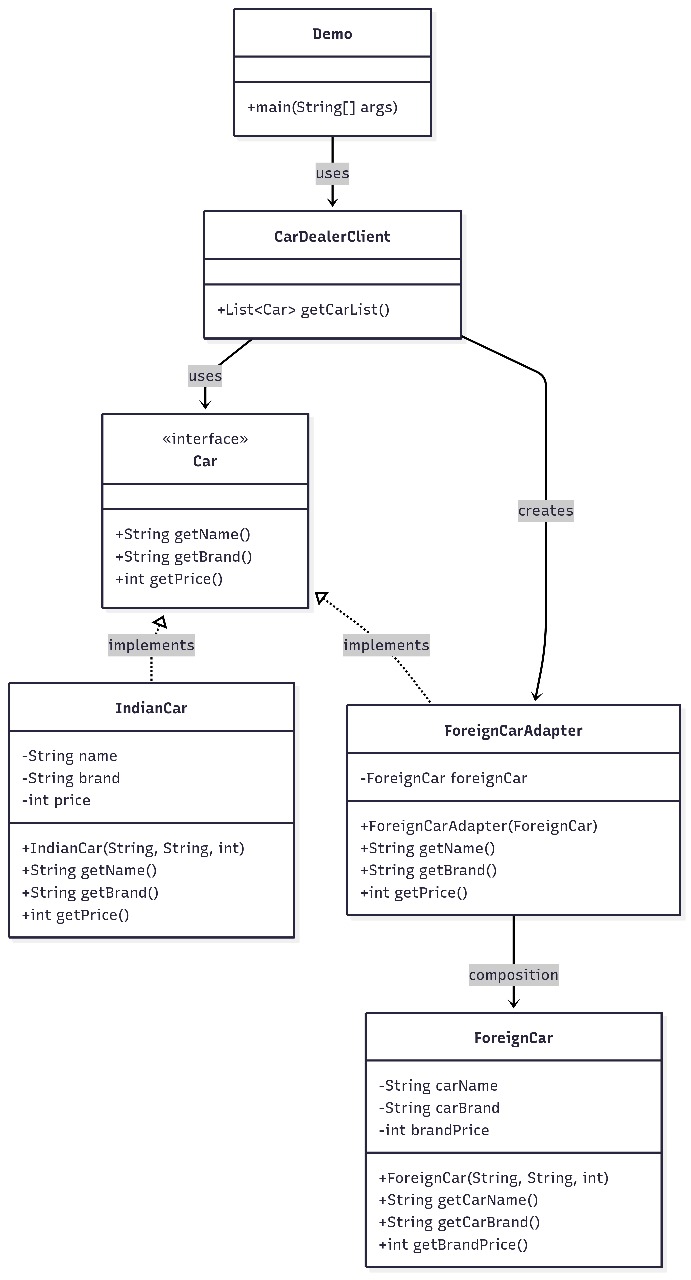 Demo
+main(String[] args)
uses
CarDealerClient
+List<Car> getCarList()
uses
creates
«interface»
Car
+String getName()
+String getBrand()
+int getPrice()
implements
implements
IndianCar
-String name
-String brand
-int price
+IndianCar(String, String, int)
+String getName()
+String getBrand()
+int getPrice()
ForeignCarAdapter
-ForeignCar foreignCar
+ForeignCarAdapter(ForeignCar)
+String getName()
+String getBrand()
+int getPrice()
composition
ForeignCar
-String carName
-String carBrand
-int brandPrice
+ForeignCar(String, String, int)
+String getCarName()
+String getCarBrand()
+int getBrandPrice()